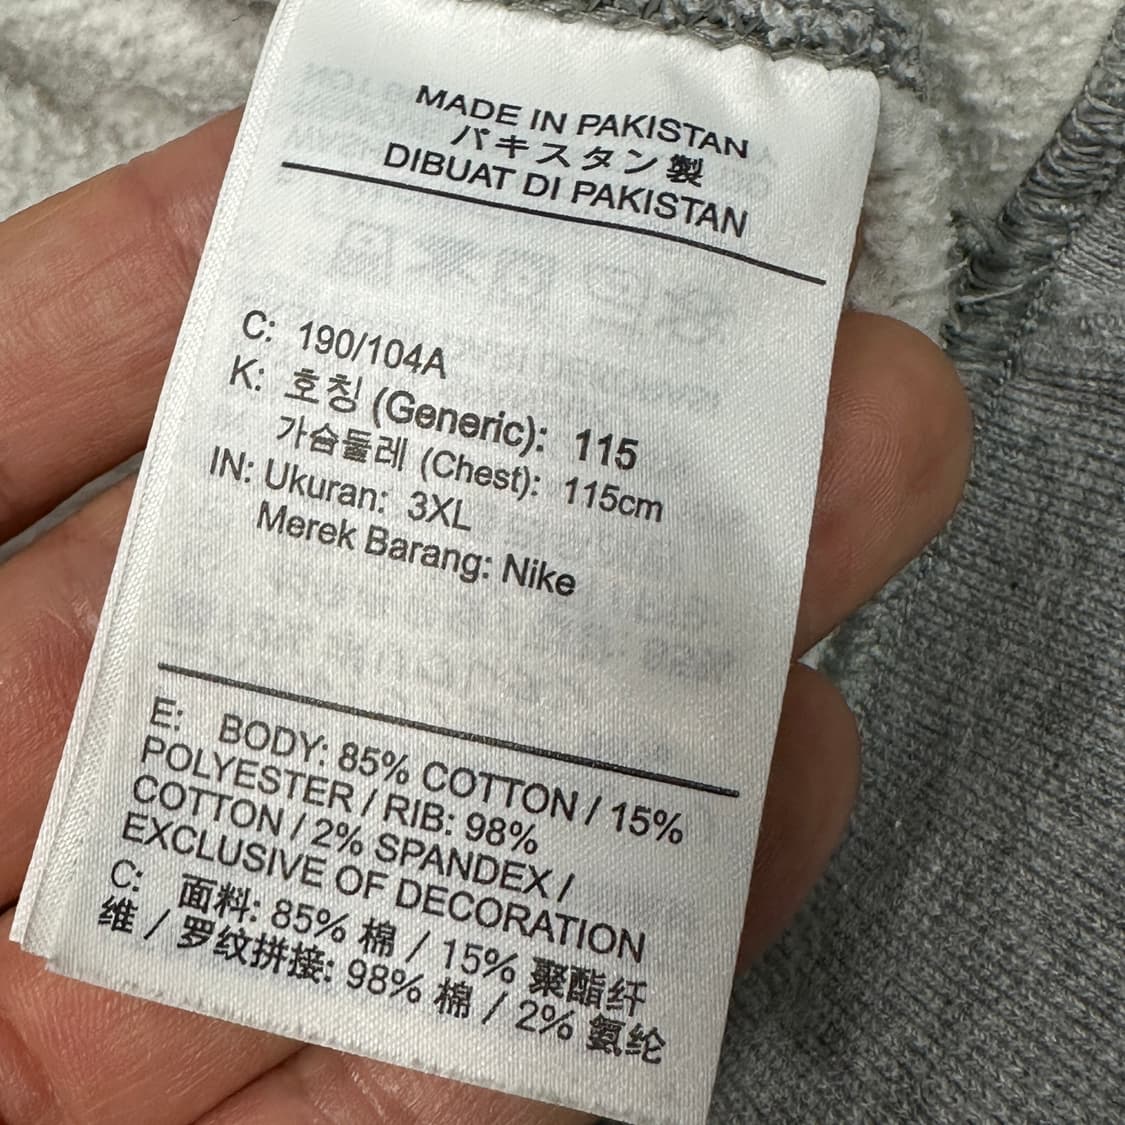 MADE IN PAKISTAN
パキスタン製
DIBUAT DI PAKISTAN
C: 190/104A
K: 호칭 (Generic): 115
가슴둘레 (Chest): 115cm
IN: Ukuran: 3XL
Merek Barang: Nike
E: BODY: 85% COTTON / 15%
POLYESTER / RIB: 98%
COTTON / 2% SPANDEX /
EXCLUSIVE OF DECORATION
C: 面料: 85% 棉 / 15% 聚酯纤
维 / 罗纹拼接: 98% 棉 / 2% 氨纶